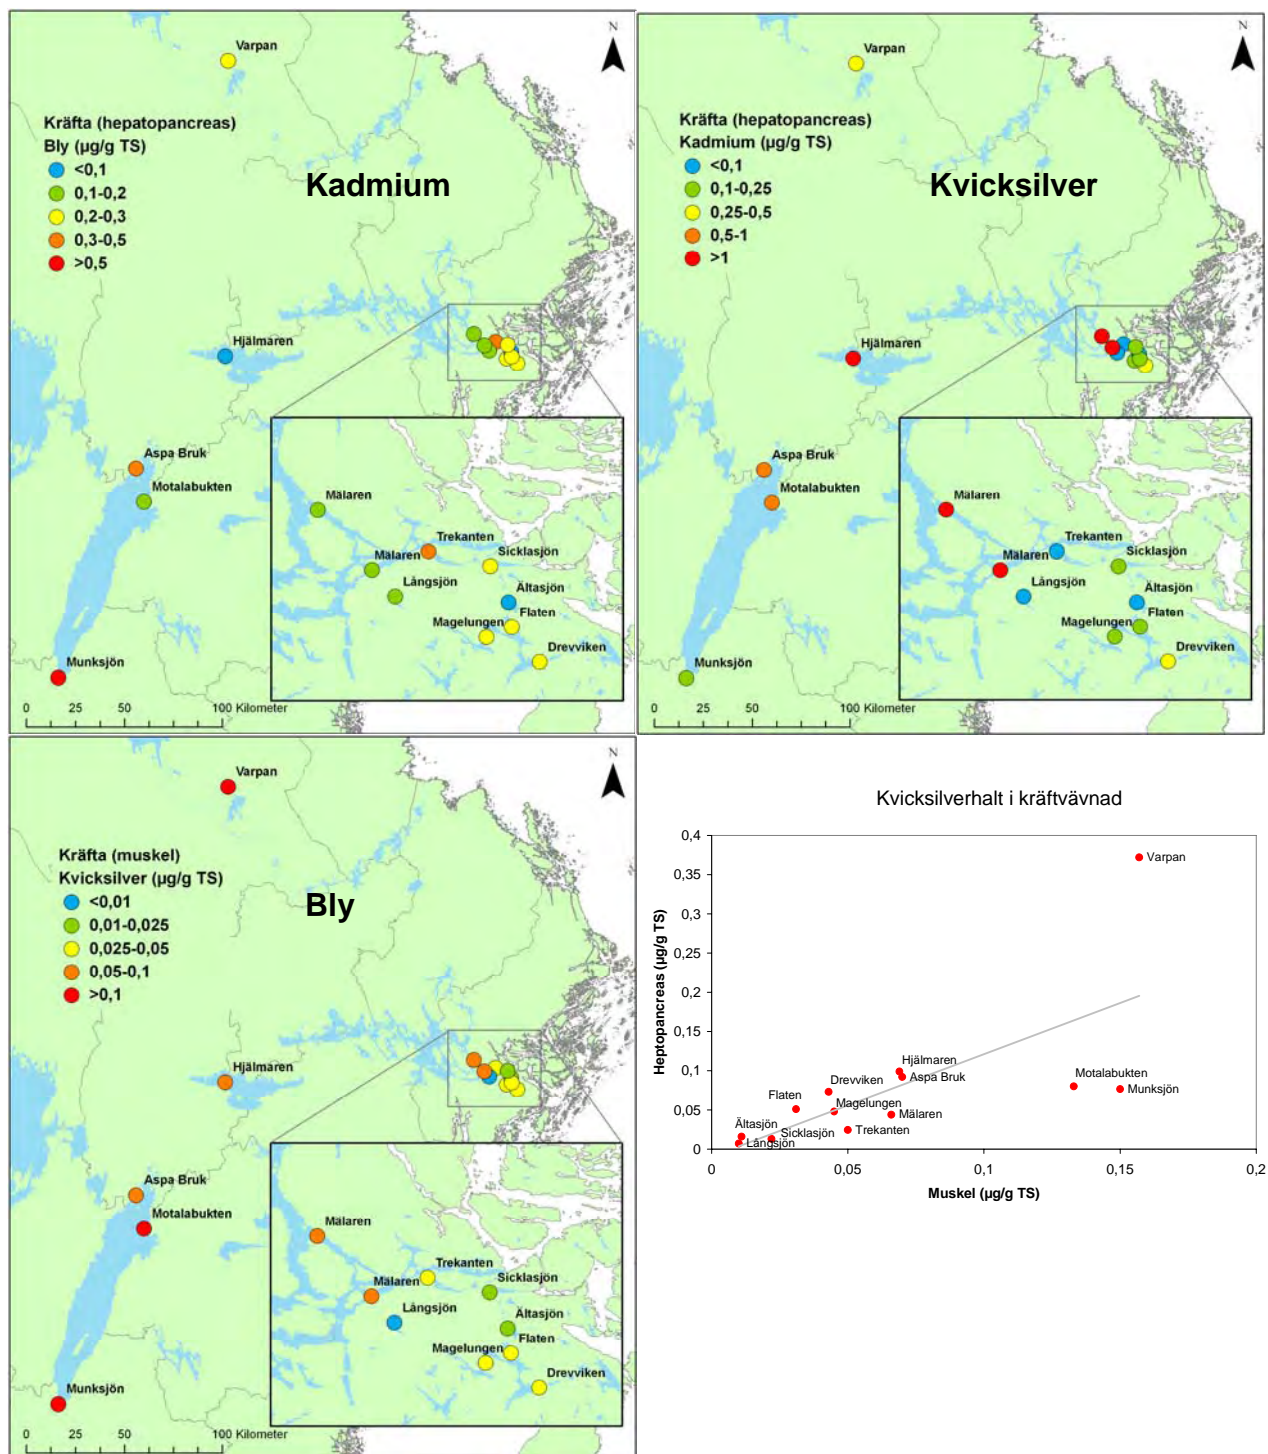 N
Varpan
Kräfta (hepatopancreas)
Bly (µg/g TS)
<0,1
0,1-0,2
0,2-0,3
0,3-0,5
>0,5
Kadmium
Hjälmaren
Aspa Bruk
Motalabukten
Munksjön
Mälaren
Trekanten
Mälaren
Sicklasjön
Långsjön
Ältasjön
Flaten
Magelungen
Drevviken
0 25 50 100 Kilometer
N
Varpan
Kräfta (hepatopancreas)
Kadmium (µg/g TS)
<0,1
0,1-0,25
0,25-0,5
0,5-1
>1
Kvicksilver
Hjälmaren
Aspa Bruk
Motalabukten
Munksjön
Mälaren
Trekanten
Mälaren
Sicklasjön
Långsjön
Ältasjön
Flaten
Magelungen
Drevviken
0 25 50 100 Kilometer
N
Varpan
Kräfta (muskel)
Kvicksilver (µg/g TS)
<0,01
0,01-0,025
0,025-0,05
0,05-0,1
>0,1
Bly
Hjälmaren
Aspa Bruk
Motalabukten
Munksjön
Mälaren
Trekanten
Mälaren
Sicklasjön
Långsjön
Ältasjön
Flaten
Magelungen
Drevviken
0 25 50 100 Kilometer
Kvicksilverhalt i kräftvävnad
Heptopancreas (µg/g TS)
0,4
0,35
0,3
0,25
0,2
0,15
0,1
0,05
0
Varpan
Hjälmaren
Aspa Bruk
Motalabukten
Munksjön
Drevviken
Flaten
Magelungen
Mälaren
Ältasjön
Sicklasjön
Trekanten
Långsjön
0 0,05 0,1 0,15 0,2
Muskel (µg/g TS)